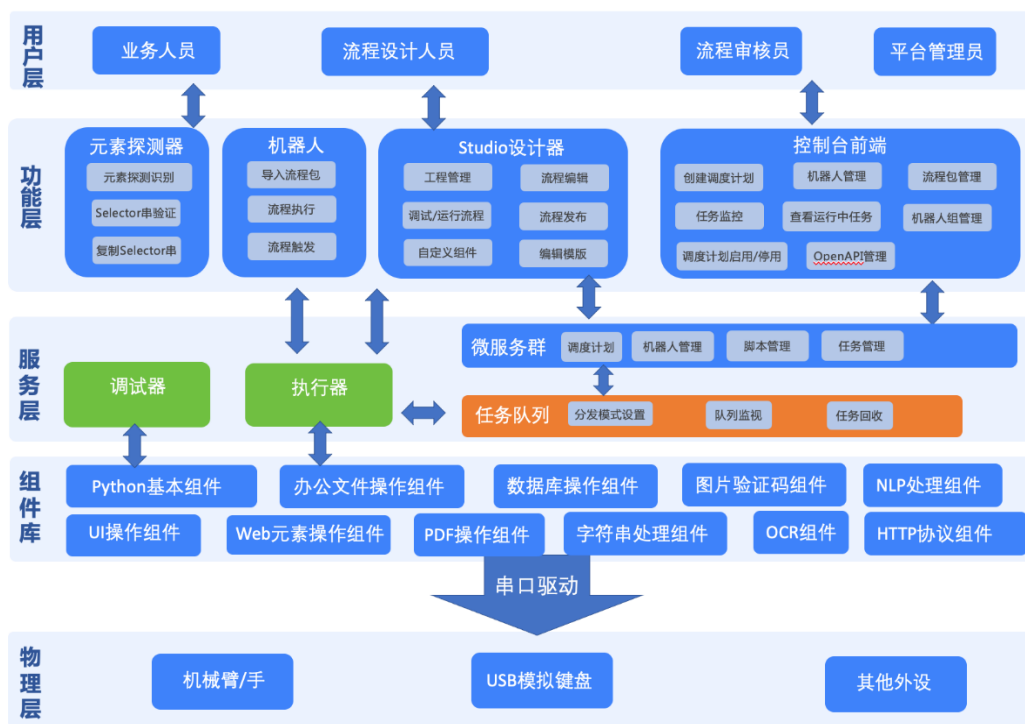 用户层
业务人员
流程设计人员
流程审核员
平台管理员
功能层
元素探测器
元素探测识别
Selector串验证
复制Selector串
机器人
导入流程包
流程执行
流程触发
Studio设计器
工程管理
流程编辑
调试/运行流程
流程发布
自定义组件
编辑模版
控制台前端
创建调度计划
机器人管理
流程包管理
任务监控
查看运行中任务
机器人组管理
调度计划启用/停用
OpenAPI管理
服务层
调试器
执行器
微服务群
调度计划
机器人管理
脚本管理
任务管理
任务队列
分发模式设置
队列监视
任务回收
组件库
Python基本组件
办公文件操作组件
数据库操作组件
图片验证码组件
NLP处理组件
UI操作组件
Web元素操作组件
PDF操作组件
字符串处理组件
OCR组件
HTTP协议组件
串口驱动
物理层
机械臂/手
USB模拟键盘
其他外设